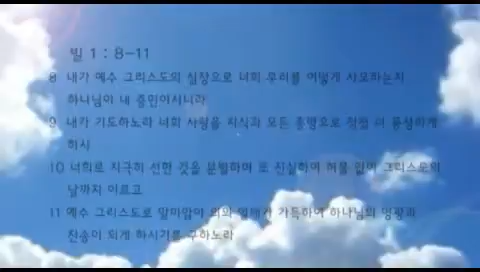 빌 1 : 8-11
8 내가 예수 그리스도의 심장으로 너희 무리를 어떻게 사모하는지
하나님이 내 증인이시니라
9 내가 기도하노라 너희 사랑을 지식과 모든 총명으로 점점 더 풍성하게
하사
10 너희로 지극히 선한 것을 분별하며 또 진실하여 허물 없이 그리스도의
날까지 이르고
11 예수 그리스도로 말미암아 의의 열매가 가득하여 하나님의 영광과
찬송이 되게 하시기를 구하노라